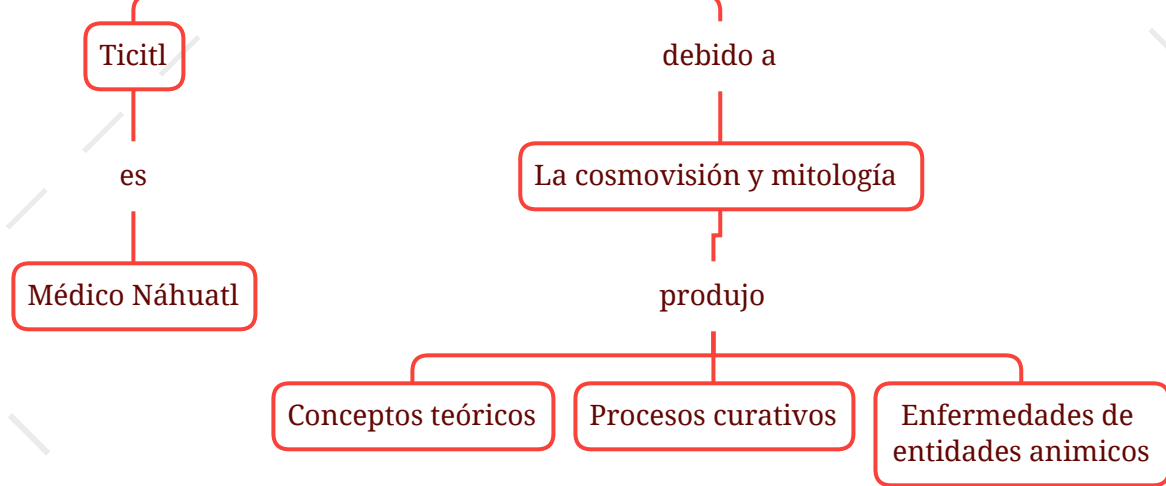 Ticitl
debido a
es
La cosmovisión y mitología
Médico Náhuatl
produjo
Conceptos teóricos
Procesos curativos
Enfermedades de
entidades animicos